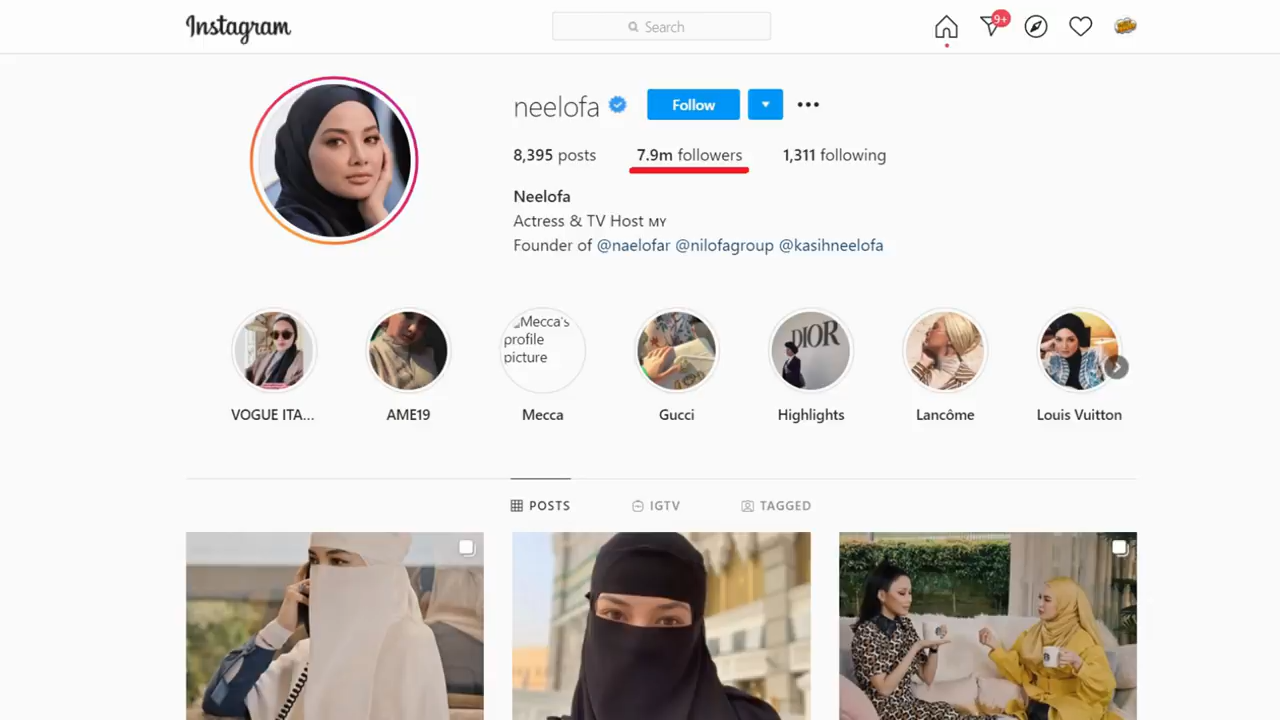 Instagram
Search
9+
neelofa
Follow
8,395 posts 7.9m followers 1,311 following
Neelofa
Actress & TV Host MY
Founder of @naelofar @nilofagroup @kasihneelofa
Mecca's
profile
picture
DIOR
VOGUE ITA...
AME19
Mecca
Gucci
Highlights
Lancôme
Louis Vuitton
POSTS
IGTV
TAGGED